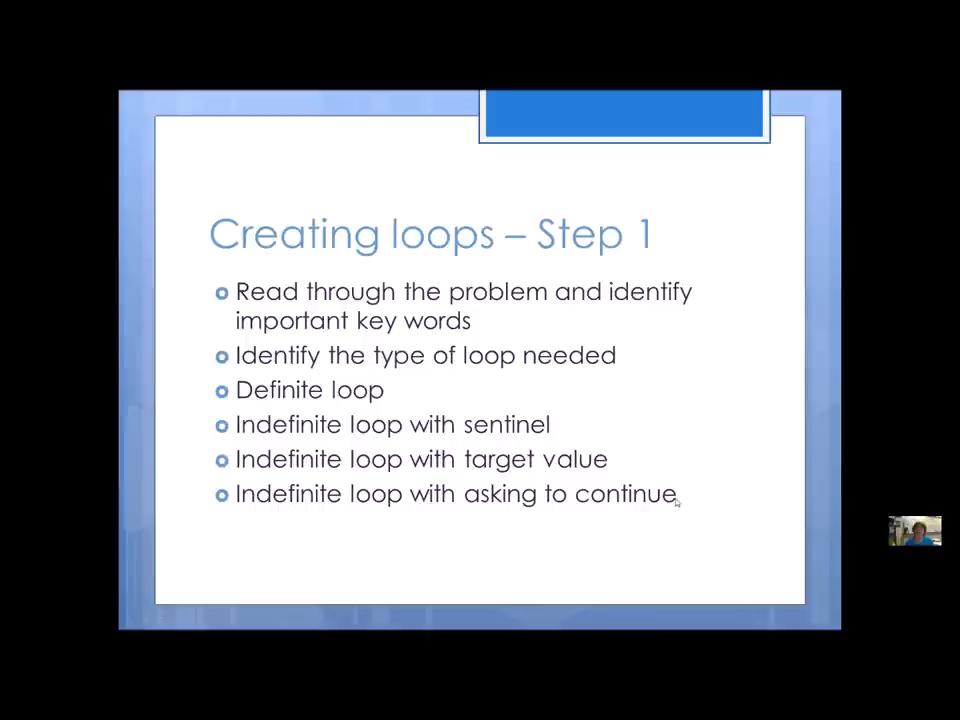 Creating loops – Step 1
Read through the problem and identify
important key words
Identify the type of loop needed
Definite loop
Indefinite loop with sentinel
Indefinite loop with target value
Indefinite loop with asking to continue